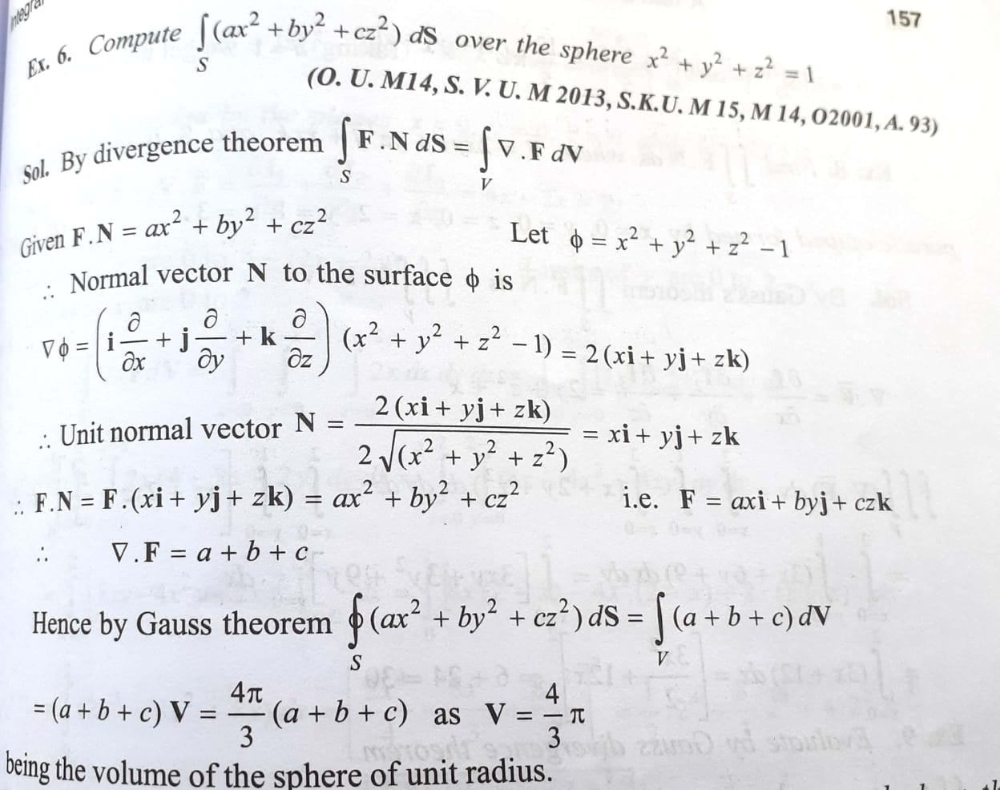 157
Ex. 6. Compute ∫_S (ax² + by² + cz²) dS over the sphere x² + y² + z² = 1
(O. U. M14, S. V. U. M 2013, S.K.U. M 15, M 14, O2001, A. 93)
Sol. By divergence theorem ∫_S F . N dS = ∫_V ∇ . F dV
Given F . N = ax² + by² + cz² Let ϕ = x² + y² + z² − 1
∴ Normal vector N to the surface ϕ is
∇ϕ = (i ∂/∂x + j ∂/∂y + k ∂/∂z) (x² + y² + z² − 1) = 2 (xi + yj + zk)
∴ Unit normal vector N = 2 (xi + yj + zk) / 2 √(x² + y² + z²) = xi + yj + zk
∴ F.N = F.(xi + yj + zk) = ax² + by² + cz² i.e. F = axi + byj + czk
∴ ∇ . F = a + b + c
Hence by Gauss theorem ∮_S (ax² + by² + cz²) dS = ∫_V (a + b + c) dV
= (a + b + c) V = 4π/3 (a + b + c) as V = 4/3 π
being the volume of the sphere of unit radius.